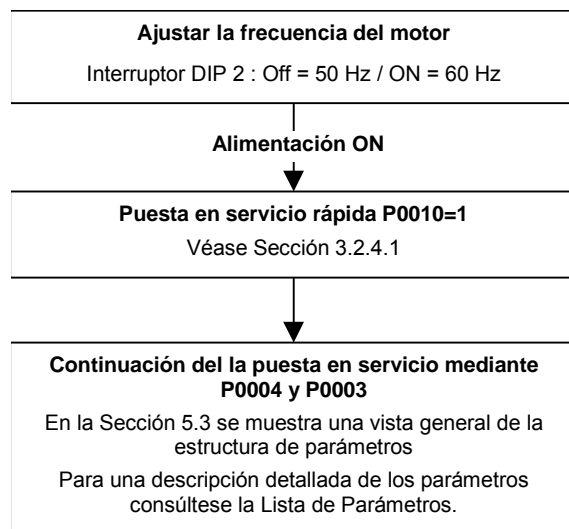 Ajustar la frecuencia del motor
Interruptor DIP 2 : Off = 50 Hz / ON = 60 Hz
Alimentación ON
Puesta en servicio rápida P0010=1
Véase Sección 3.2.4.1
Continuación del la puesta en servicio mediante
P0004 y P0003
En la Sección 5.3 se muestra una vista general de la
estructura de parámetros
Para una descripción detallada de los parámetros
consúltese la Lista de Parámetros.